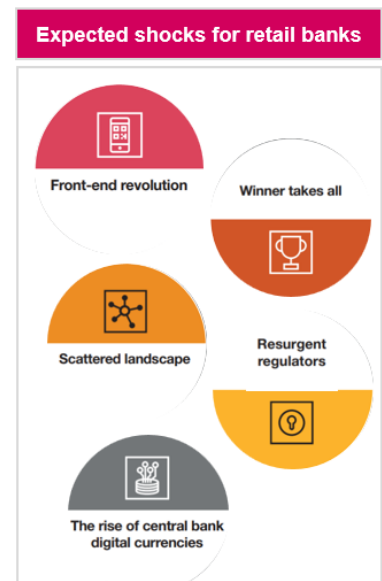 Expected shocks for retail banks
Front-end revolution
Winner takes all
Scattered landscape
Resurgent
regulators
The rise of central bank
digital currencies